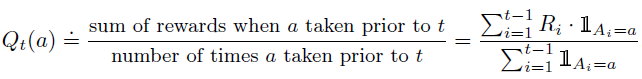 Q_t(a) ≐ sum of rewards when a taken prior to t / number of times a taken prior to t = ∑_{i=1}^{t−1} R_i · 𝟙_{A_i=a} / ∑_{i=1}^{t−1} 𝟙_{A_i=a}